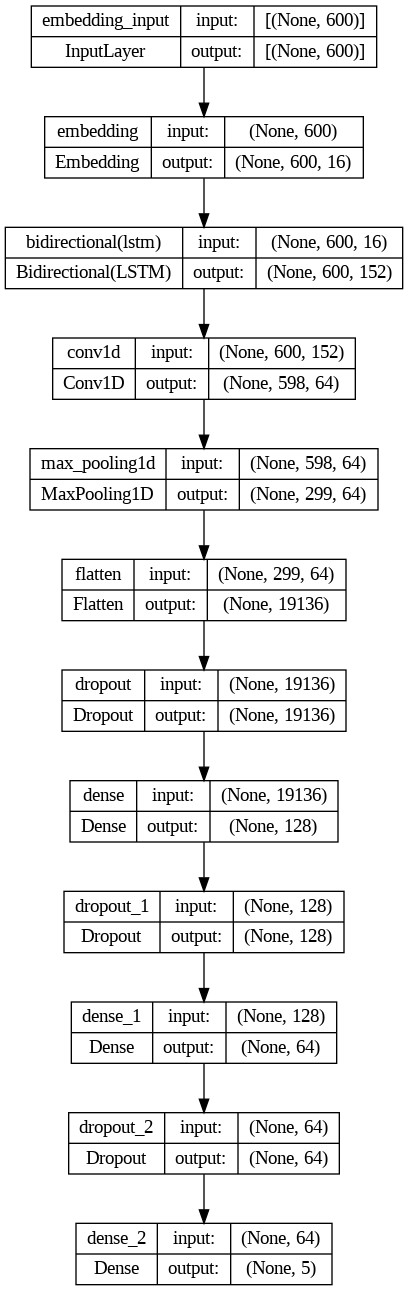 embedding_input input: [(None, 600)]
InputLayer output: [(None, 600)]
embedding input: (None, 600)
Embedding output: (None, 600, 16)
bidirectional(lstm) input: (None, 600, 16)
Bidirectional(LSTM) output: (None, 600, 152)
conv1d input: (None, 600, 152)
Conv1D output: (None, 598, 64)
max_pooling1d input: (None, 598, 64)
MaxPooling1D output: (None, 299, 64)
flatten input: (None, 299, 64)
Flatten output: (None, 19136)
dropout input: (None, 19136)
Dropout output: (None, 19136)
dense input: (None, 19136)
Dense output: (None, 128)
dropout_1 input: (None, 128)
Dropout output: (None, 128)
dense_1 input: (None, 128)
Dense output: (None, 64)
dropout_2 input: (None, 64)
Dropout output: (None, 64)
dense_2 input: (None, 64)
Dense output: (None, 5)